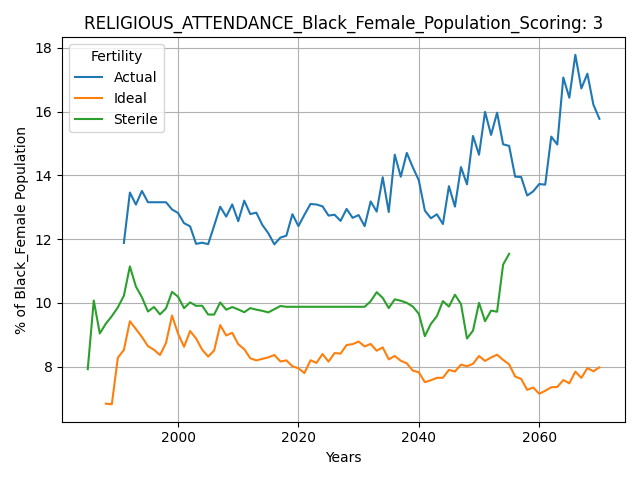 RELIGIOUS_ATTENDANCE_Black_Female_Population_Scoring: 3
Fertility
Actual
Ideal
Sterile
% of Black_Female Population
18
16
14
12
10
8
2000 2020 2040 2060
Years